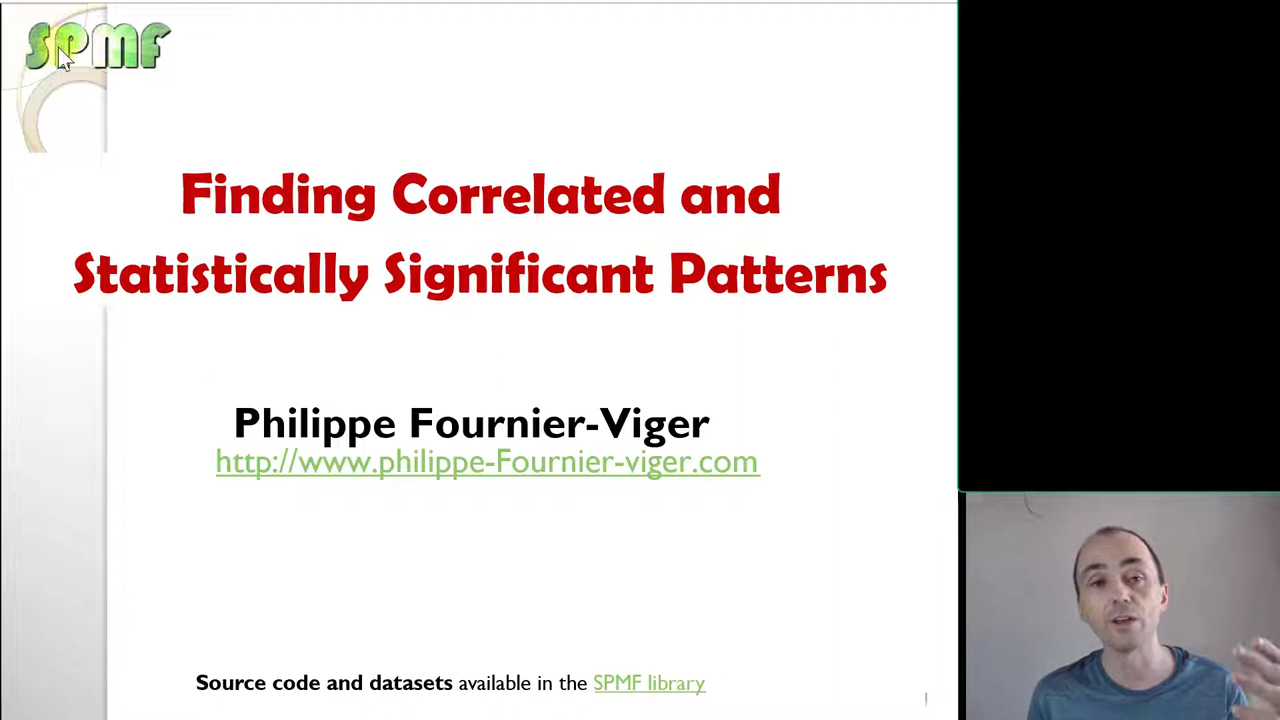 SPMF
Finding Correlated and
Statistically Significant Patterns
Philippe Fournier-Viger
http://www.philippe-Fournier-viger.com
Source code and datasets available in the SPMF library